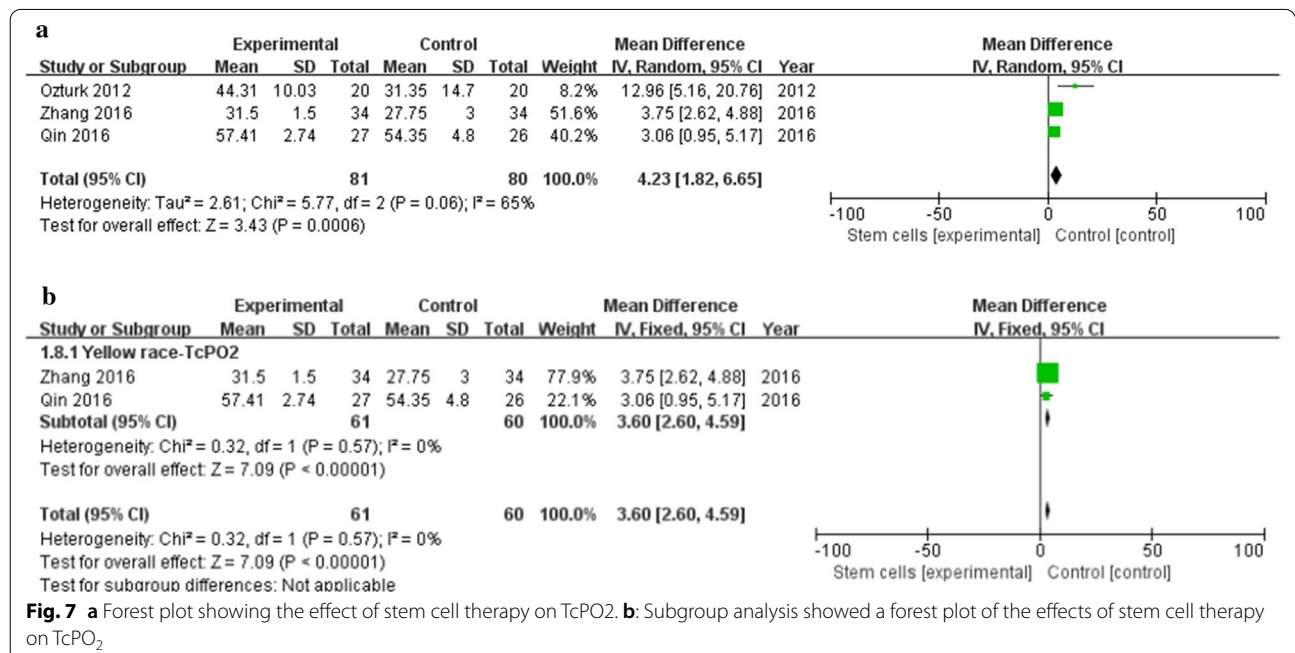 a
Experimental Control Mean Difference Mean Difference
Study or Subgroup Mean SD Total Mean SD Total Weight IV, Random, 95% CI Year IV, Random, 95% CI
Ozturk 2012 44.31 10.03 20 31.35 14.7 20 8.2% 12.96 [5.16, 20.76] 2012
Zhang 2016 31.5 1.5 34 27.75 3 34 51.6% 3.75 [2.62, 4.88] 2016
Qin 2016 57.41 2.74 27 54.35 4.8 26 40.2% 3.06 [0.95, 5.17] 2016
Total (95% CI) 81 80 100.0% 4.23 [1.82, 6.65]
Heterogeneity: Tau² = 2.61; Chi² = 5.77, df = 2 (P = 0.06); I² = 65%
Test for overall effect: Z = 3.43 (P = 0.0006)
-100 -50 0 50 100
Stem cells [experimental] Control [control]
b
Experimental Control Mean Difference Mean Difference
Study or Subgroup Mean SD Total Mean SD Total Weight IV, Fixed, 95% CI Year IV, Fixed, 95% CI
1.8.1 Yellow race-TcPO2
Zhang 2016 31.5 1.5 34 27.75 3 34 77.9% 3.75 [2.62, 4.88] 2016
Qin 2016 57.41 2.74 27 54.35 4.8 26 22.1% 3.06 [0.95, 5.17] 2016
Subtotal (95% CI) 61 60 100.0% 3.60 [2.60, 4.59]
Heterogeneity: Chi² = 0.32, df = 1 (P = 0.57); I² = 0%
Test for overall effect: Z = 7.09 (P < 0.00001)
Total (95% CI) 61 60 100.0% 3.60 [2.60, 4.59]
Heterogeneity: Chi² = 0.32, df = 1 (P = 0.57); I² = 0%
Test for overall effect: Z = 7.09 (P < 0.00001)
Test for subgroup differences: Not applicable
-100 -50 0 50 100
Stem cells [experimental] Control [control]
Fig. 7 a Forest plot showing the effect of stem cell therapy on TcPO2. b: Subgroup analysis showed a forest plot of the effects of stem cell therapy
on TcPO₂